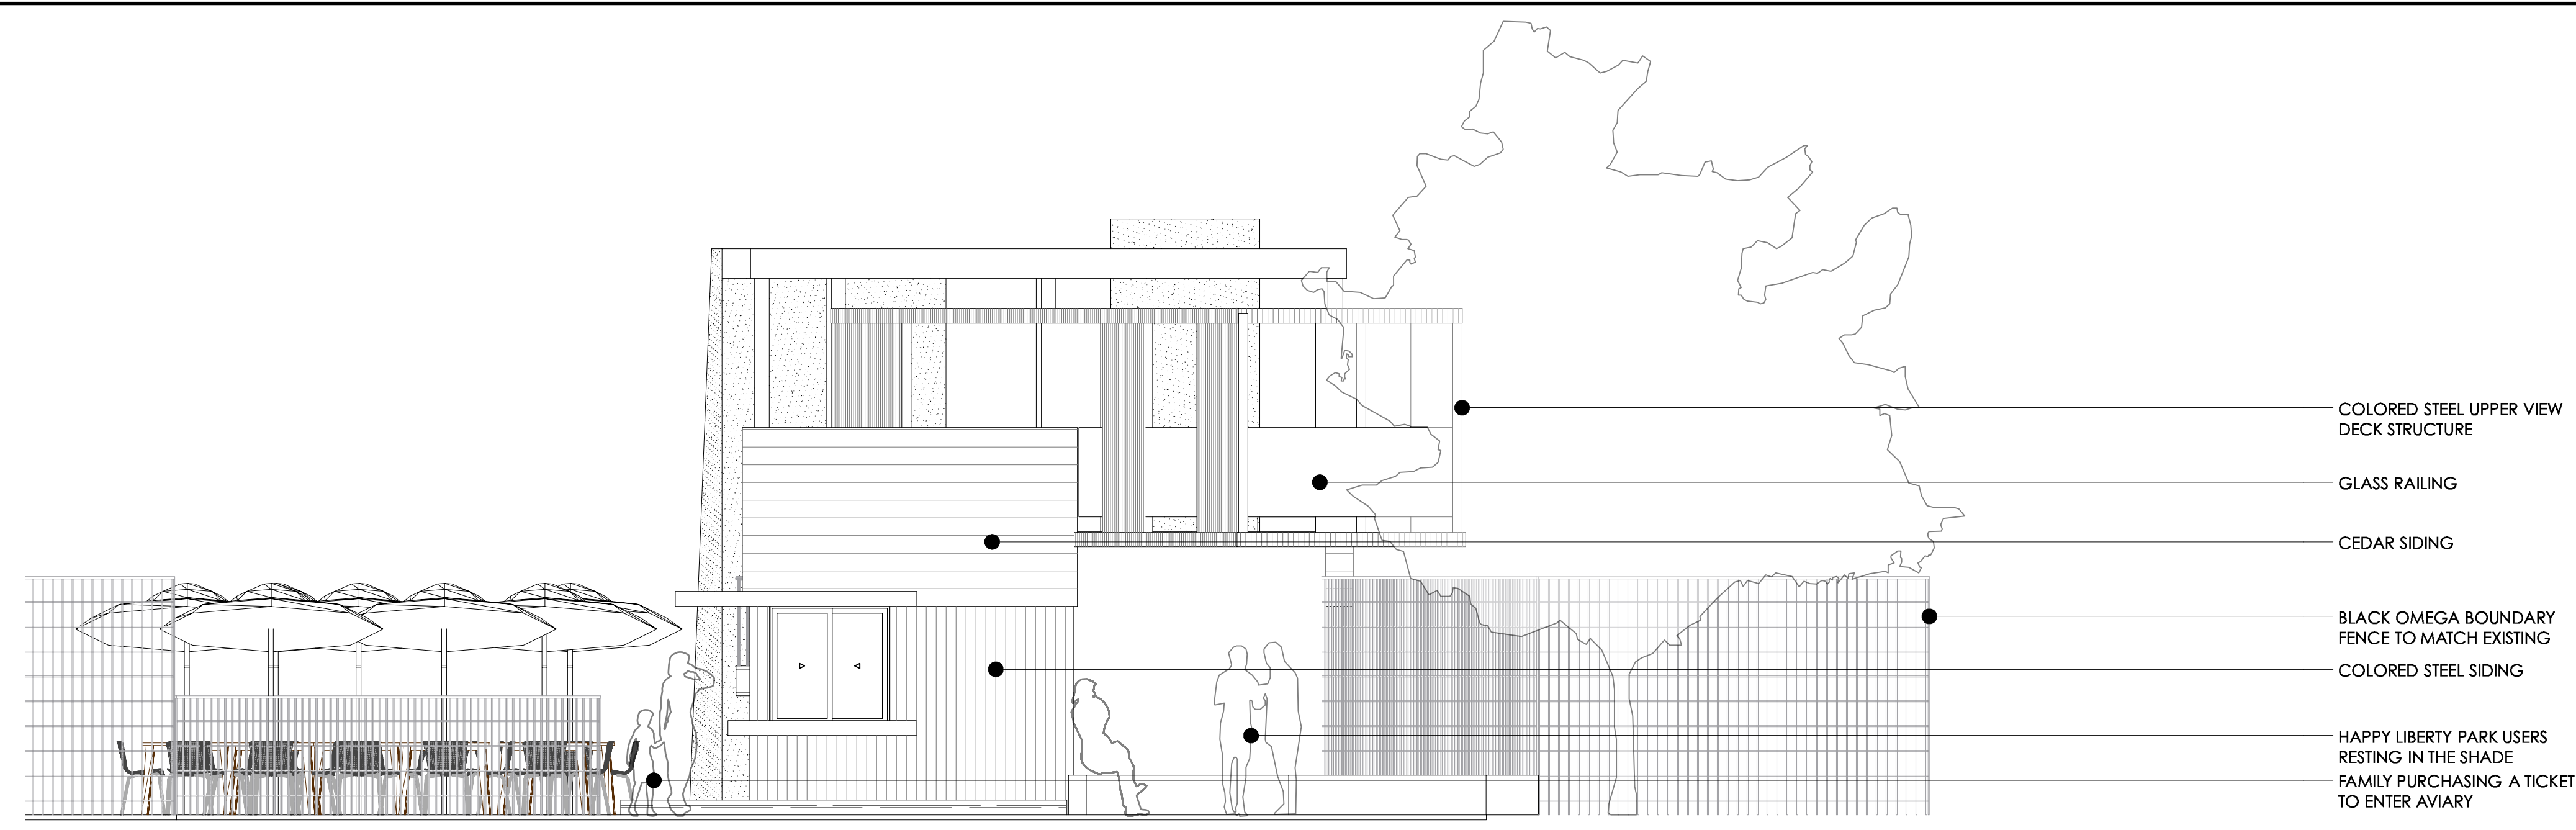 COLORED STEEL UPPER VIEW
DECK STRUCTURE
GLASS RAILING
CEDAR SIDING
BLACK OMEGA BOUNDARY
FENCE TO MATCH EXISTING
COLORED STEEL SIDING
HAPPY LIBERTY PARK USERS
RESTING IN THE SHADE
FAMILY PURCHASING A TICKET
TO ENTER AVIARY